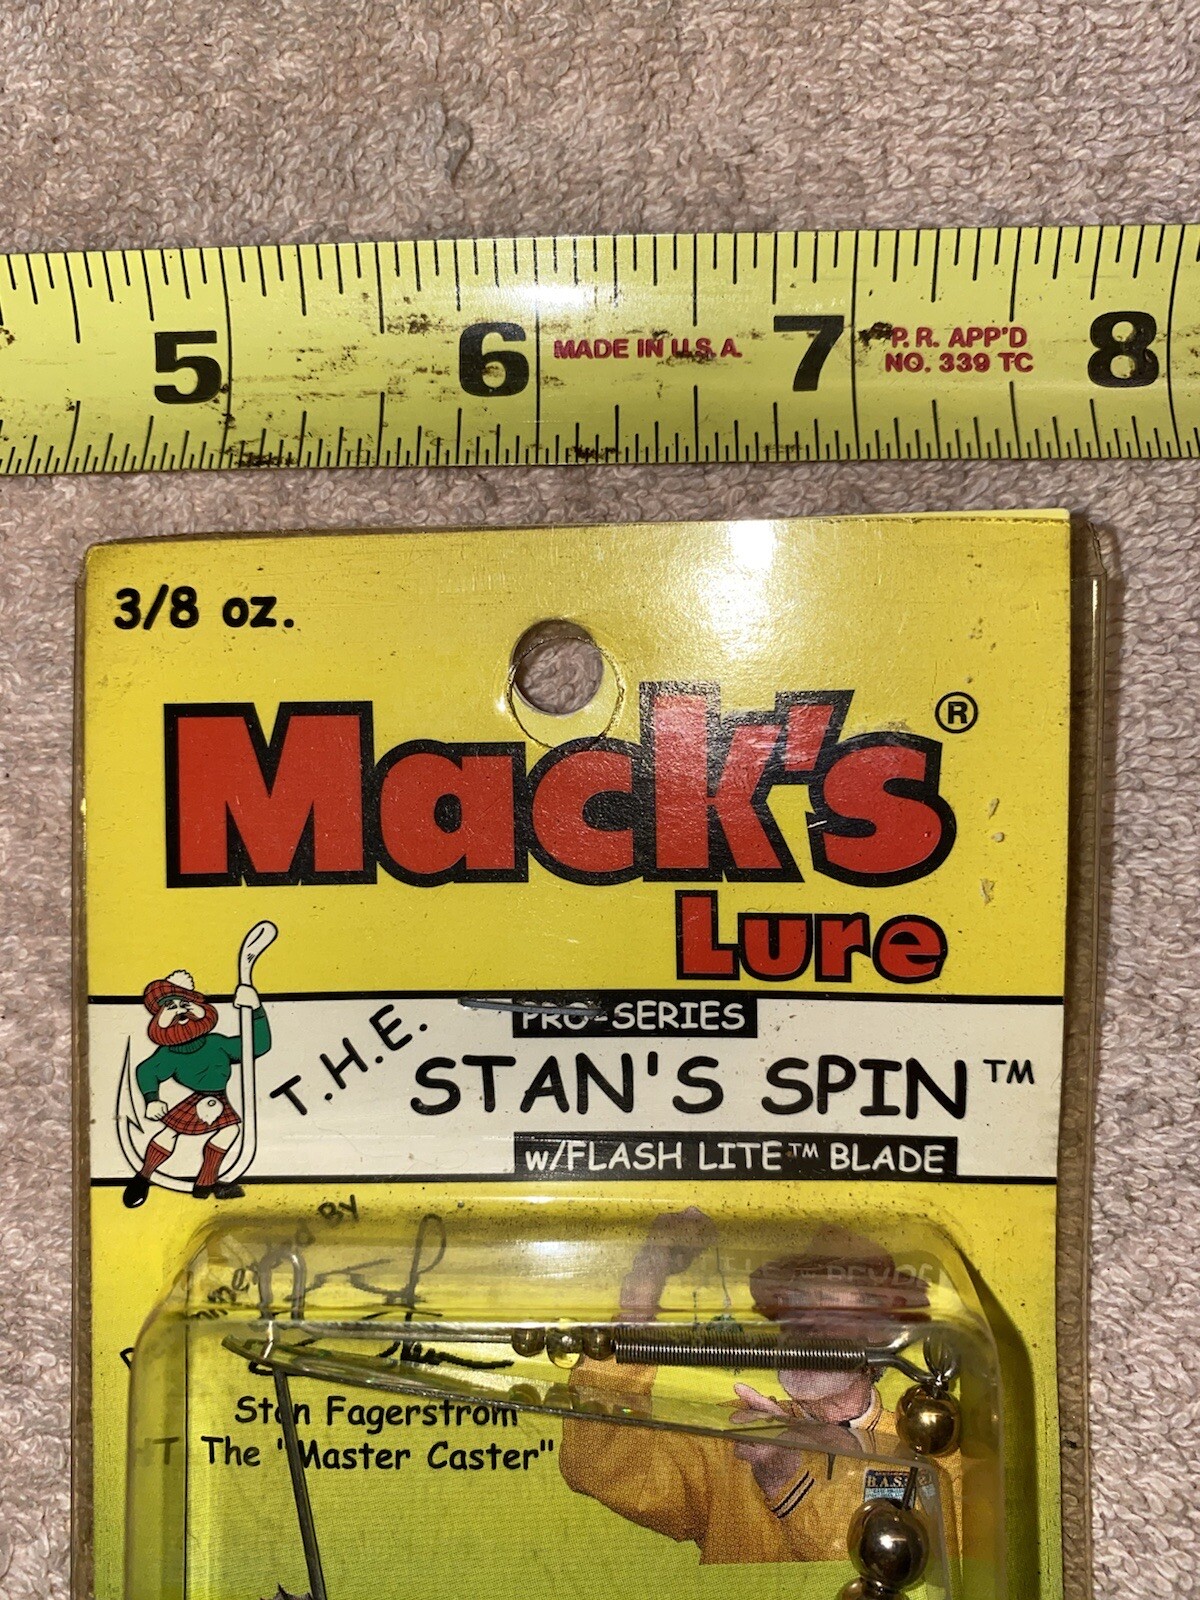 5 6 MADE IN U.S.A. 7 P.R. APP'D 8
NO. 339 TC
3/8 oz.
Mack's ®
Lure
PRO-SERIES
T.H.E. STAN'S SPIN™
w/FLASH LITE™ BLADE
By
Stan Fagerstrom
The "Master Caster"
B.A.S.S.